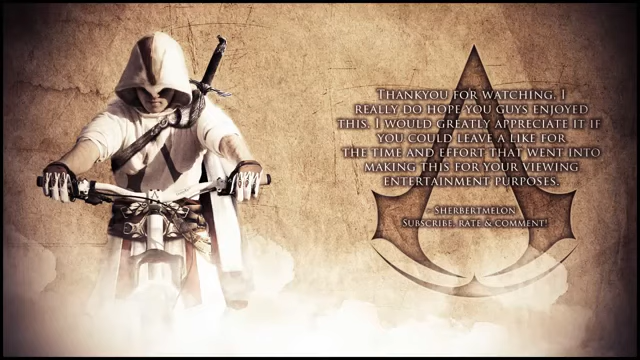 Thankyou for watching, I
really do hope you guys enjoyed
this. I would greatly appreciate it if
you could leave a like for
the time and effort that went into
making this for your viewing
entertainment purposes.
- Sherbertmelon
Subscribe, rate & comment!